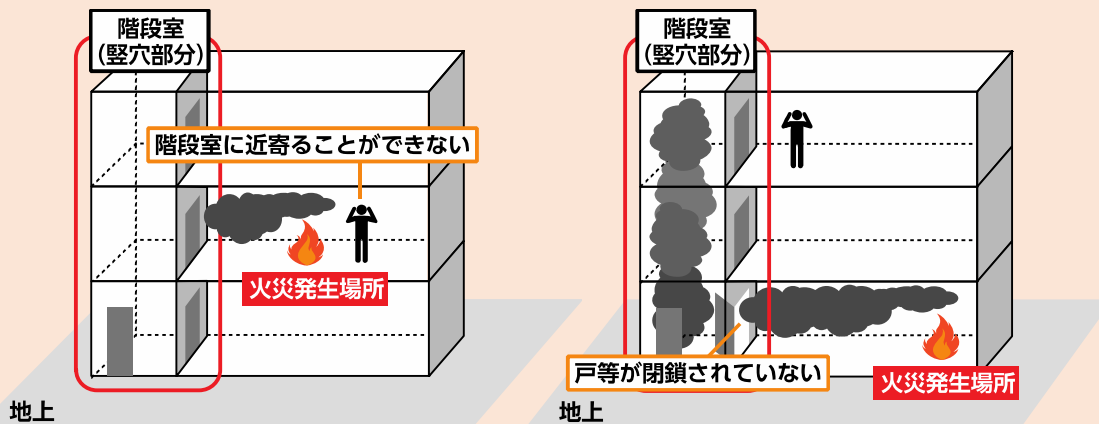 階段室
(竪穴部分)
階段室に近寄ることができない
火災発生場所
地上
階段室
(竪穴部分)
戸等が閉鎖されていない
火災発生場所
地上